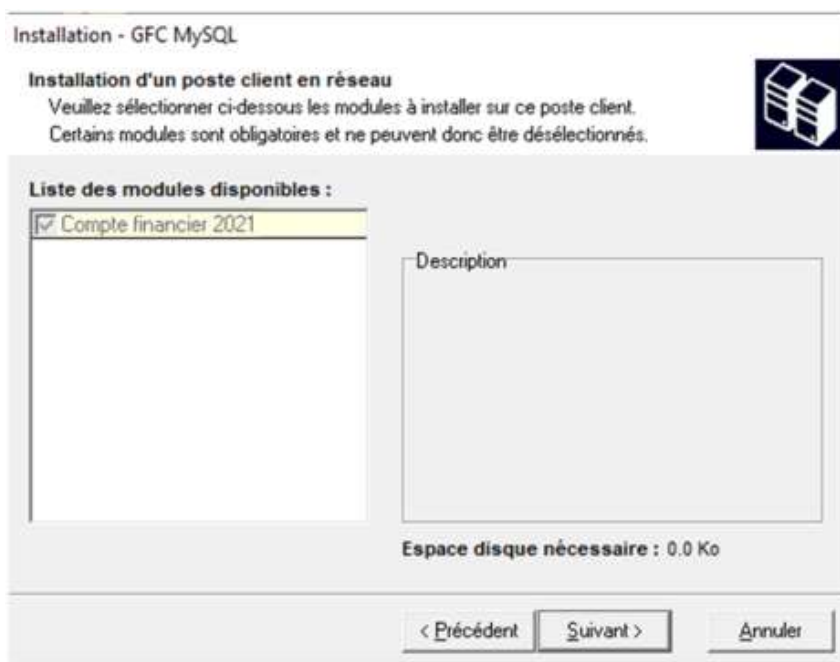 Installation - GFC MySQL
Installation d'un poste client en réseau
Veuillez sélectionner ci-dessous les modules à installer sur ce poste client.
Certains modules sont obligatoires et ne peuvent donc être désélectionnés.
Liste des modules disponibles :
Compte financier 2021
Description
Espace disque nécessaire : 0.0 Ko
< Précédent
Suivant >
Annuler